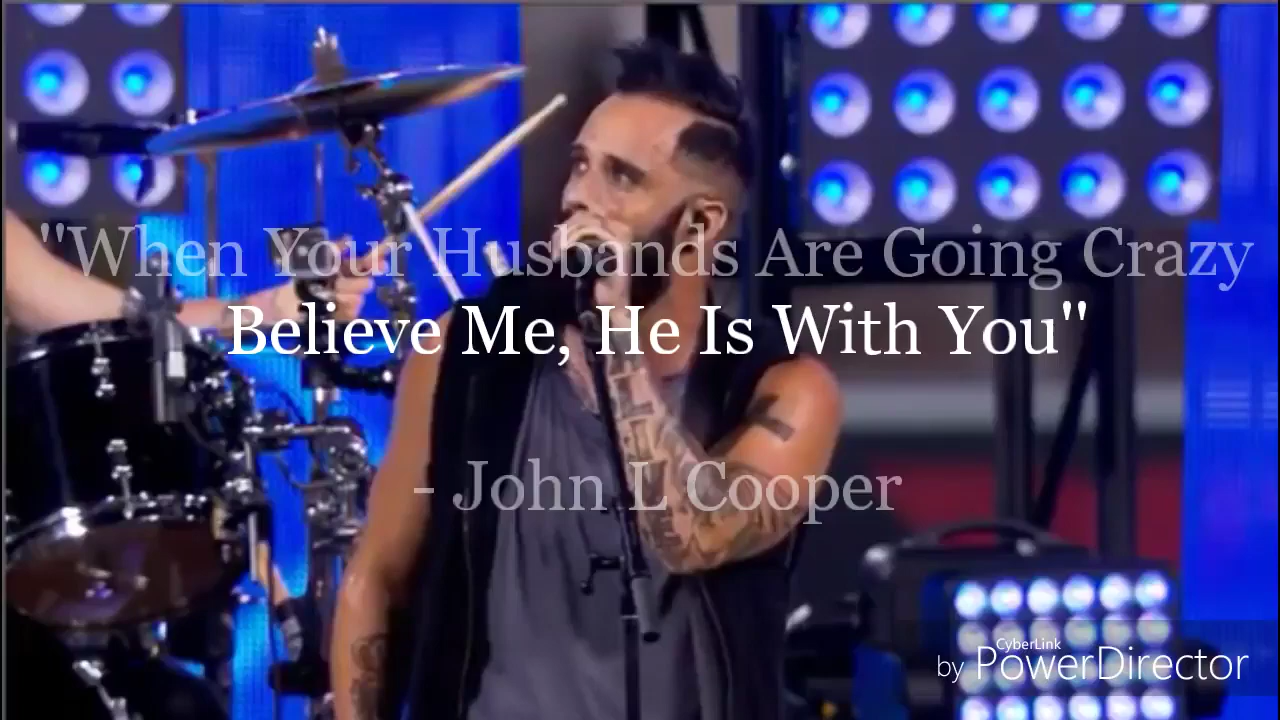 "When Your Husbands Are Going Crazy
Believe Me, He Is With You"
- John L Cooper
CyberLink
by PowerDirector